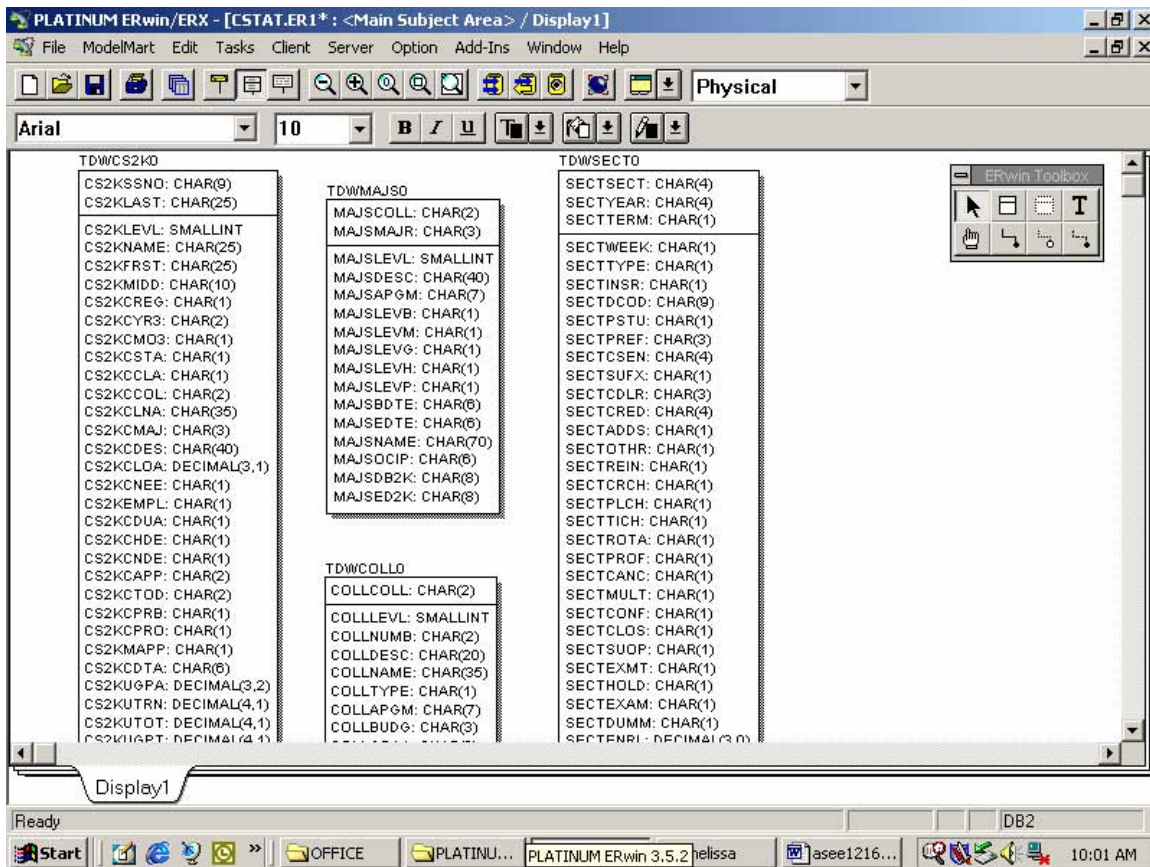 PLATINUM ERwin/ERX - [CSTAT.ER1* : <Main Subject Area> / Display1]
File ModelMart Edit Tasks Client Server Option Add-Ins Window Help
Physical
Arial 10 B I U T
TDWCS2K0
CS2KSSNO: CHAR(9)
CS2KLAST: CHAR(25)
CS2KLEVL: SMALLINT
CS2KNAME: CHAR(25)
CS2KFRST: CHAR(25)
CS2KMIDD: CHAR(10)
CS2KCREG: CHAR(1)
CS2KCYR3: CHAR(2)
CS2KCMO3: CHAR(1)
CS2KCSTA: CHAR(1)
CS2KCCLA: CHAR(1)
CS2KCCOL: CHAR(2)
CS2KCLNA: CHAR(35)
CS2KCMAJ: CHAR(3)
CS2KCDES: CHAR(40)
CS2KCLOA: DECIMAL(3,1)
CS2KCNEE: CHAR(1)
CS2KEMPL: CHAR(1)
CS2KCDUA: CHAR(1)
CS2KCHDE: CHAR(1)
CS2KCNDE: CHAR(1)
CS2KCAPP: CHAR(2)
CS2KCTOD: CHAR(2)
CS2KCPRB: CHAR(1)
CS2KCPRO: CHAR(1)
CS2KMAPP: CHAR(1)
CS2KCDTA: CHAR(6)
CS2KUGPA: DECIMAL(3,2)
CS2KUTRN: DECIMAL(4,1)
CS2KUTOT: DECIMAL(4,1)
CS2KUGPT: DECIMAL(4,1)
TDWMAJS0
MAJSCOLL: CHAR(2)
MAJSMAJR: CHAR(3)
MAJSLEVL: SMALLINT
MAJSDESC: CHAR(40)
MAJSAPGM: CHAR(7)
MAJSLEVB: CHAR(1)
MAJSLEVM: CHAR(1)
MAJSLEVG: CHAR(1)
MAJSLEVH: CHAR(1)
MAJSLEVP: CHAR(1)
MAJSBDTE: CHAR(6)
MAJSEDTE: CHAR(6)
MAJSNAME: CHAR(70)
MAJSOCIP: CHAR(6)
MAJSDB2K: CHAR(8)
MAJSED2K: CHAR(8)
TDWCOLL0
COLLCOLL: CHAR(2)
COLLLEVL: SMALLINT
COLLNUMB: CHAR(2)
COLLDESC: CHAR(20)
COLLNAME: CHAR(35)
COLLTYPE: CHAR(1)
COLLAPGM: CHAR(7)
COLLBUDG: CHAR(3)
TDWSECT0
SECTSECT: CHAR(4)
SECTYEAR: CHAR(4)
SECTTERM: CHAR(1)
SECTWEEK: CHAR(1)
SECTTYPE: CHAR(1)
SECTINSR: CHAR(1)
SECTDCOD: CHAR(9)
SECTPSTU: CHAR(1)
SECTPREF: CHAR(3)
SECTCSEN: CHAR(4)
SECTSUFX: CHAR(1)
SECTCDLR: CHAR(3)
SECTCRED: CHAR(4)
SECTADDS: CHAR(1)
SECTOTHR: CHAR(1)
SECTREIN: CHAR(1)
SECTCRCH: CHAR(1)
SECTPLCH: CHAR(1)
SECTTICH: CHAR(1)
SECTROTA: CHAR(1)
SECTPROF: CHAR(1)
SECTCANC: CHAR(1)
SECTMULT: CHAR(1)
SECTCONF: CHAR(1)
SECTCLOS: CHAR(1)
SECTSUOP: CHAR(1)
SECTEXMT: CHAR(1)
SECTHOLD: CHAR(1)
SECTEXAM: CHAR(1)
SECTDUMM: CHAR(1)
SECTENRL: DECIMAL(3,0)
ERwin Toolbox
T
Display1
Ready DB2
Start » OFFICE PLATINU... PLATINUM ERwin 3.5.2 asee1216... 10:01 AM